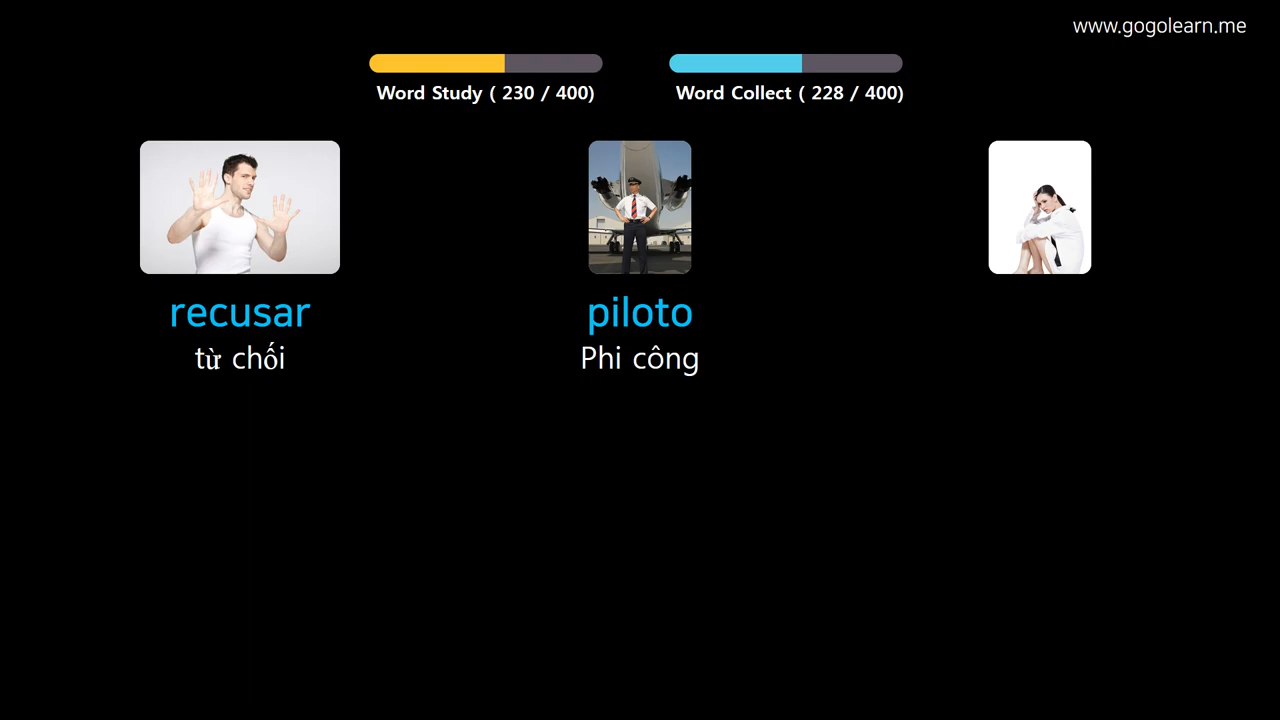 www.gogolearn.me
Word Study ( 230 / 400)
Word Collect ( 228 / 400)
recusar
từ chối
piloto
Phi công